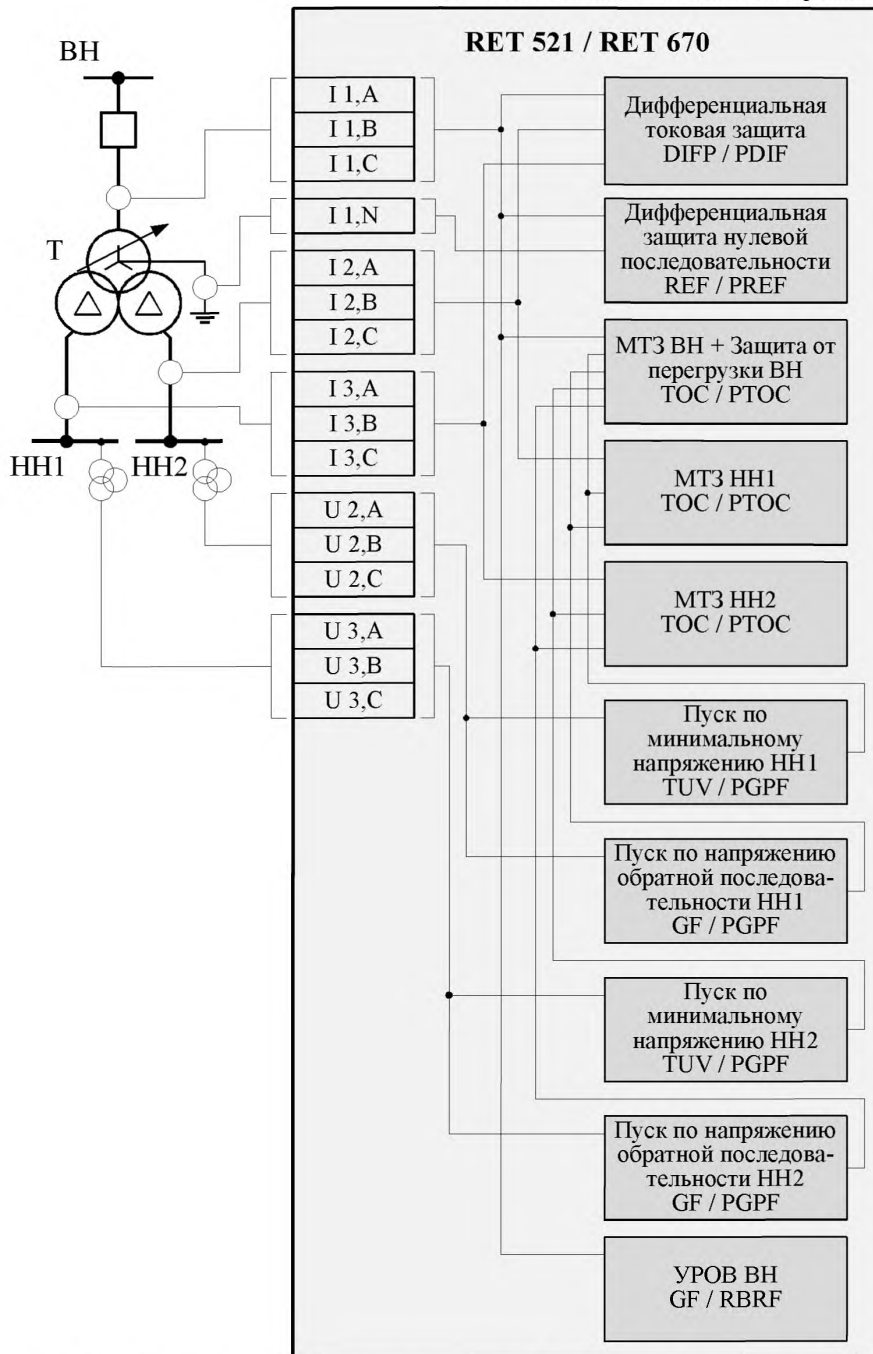 RET 521 / RET 670
ВН
Т
НН1
НН2
I 1,A
I 1,B
I 1,C
I 1,N
I 2,A
I 2,B
I 2,C
I 3,A
I 3,B
I 3,C
U 2,A
U 2,B
U 2,C
U 3,A
U 3,B
U 3,C
Дифференциальная
токовая защита
DIFP / PDIF
Дифференциальная
защита нулевой
последовательности
REF / PREF
МТЗ ВН + Защита от
перегрузки ВН
TOC / PTOC
МТЗ НН1
TOC / PTOC
МТЗ НН2
TOC / PTOC
Пуск по
минимальному
напряжению НН1
TUV / PGPF
Пуск по напряжению
обратной последова-
тельности НН1
GF / PGPF
Пуск по
минимальному
напряжению НН2
TUV / PGPF
Пуск по напряжению
обратной последова-
тельности НН2
GF / PGPF
УРОВ ВН
GF / RBRF